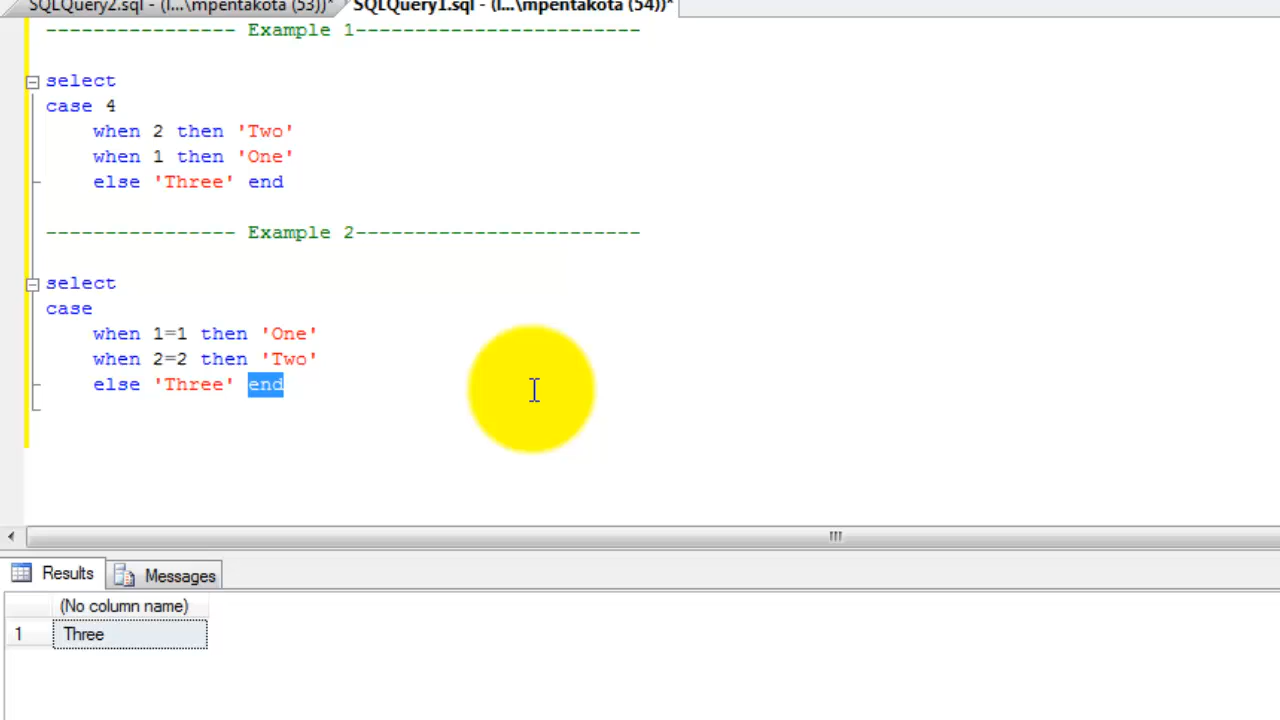 SQLQuery2.sql - (l...\mpentakota (53))* SQLQuery1.sql - (l...\mpentakota (54))*
---------------- Example 1------------------------
select
case 4
when 2 then 'Two'
when 1 then 'One'
else 'Three' end
---------------- Example 2------------------------
select
case
when 1=1 then 'One'
when 2=2 then 'Two'
else 'Three' end
Results Messages
(No column name)
1 Three